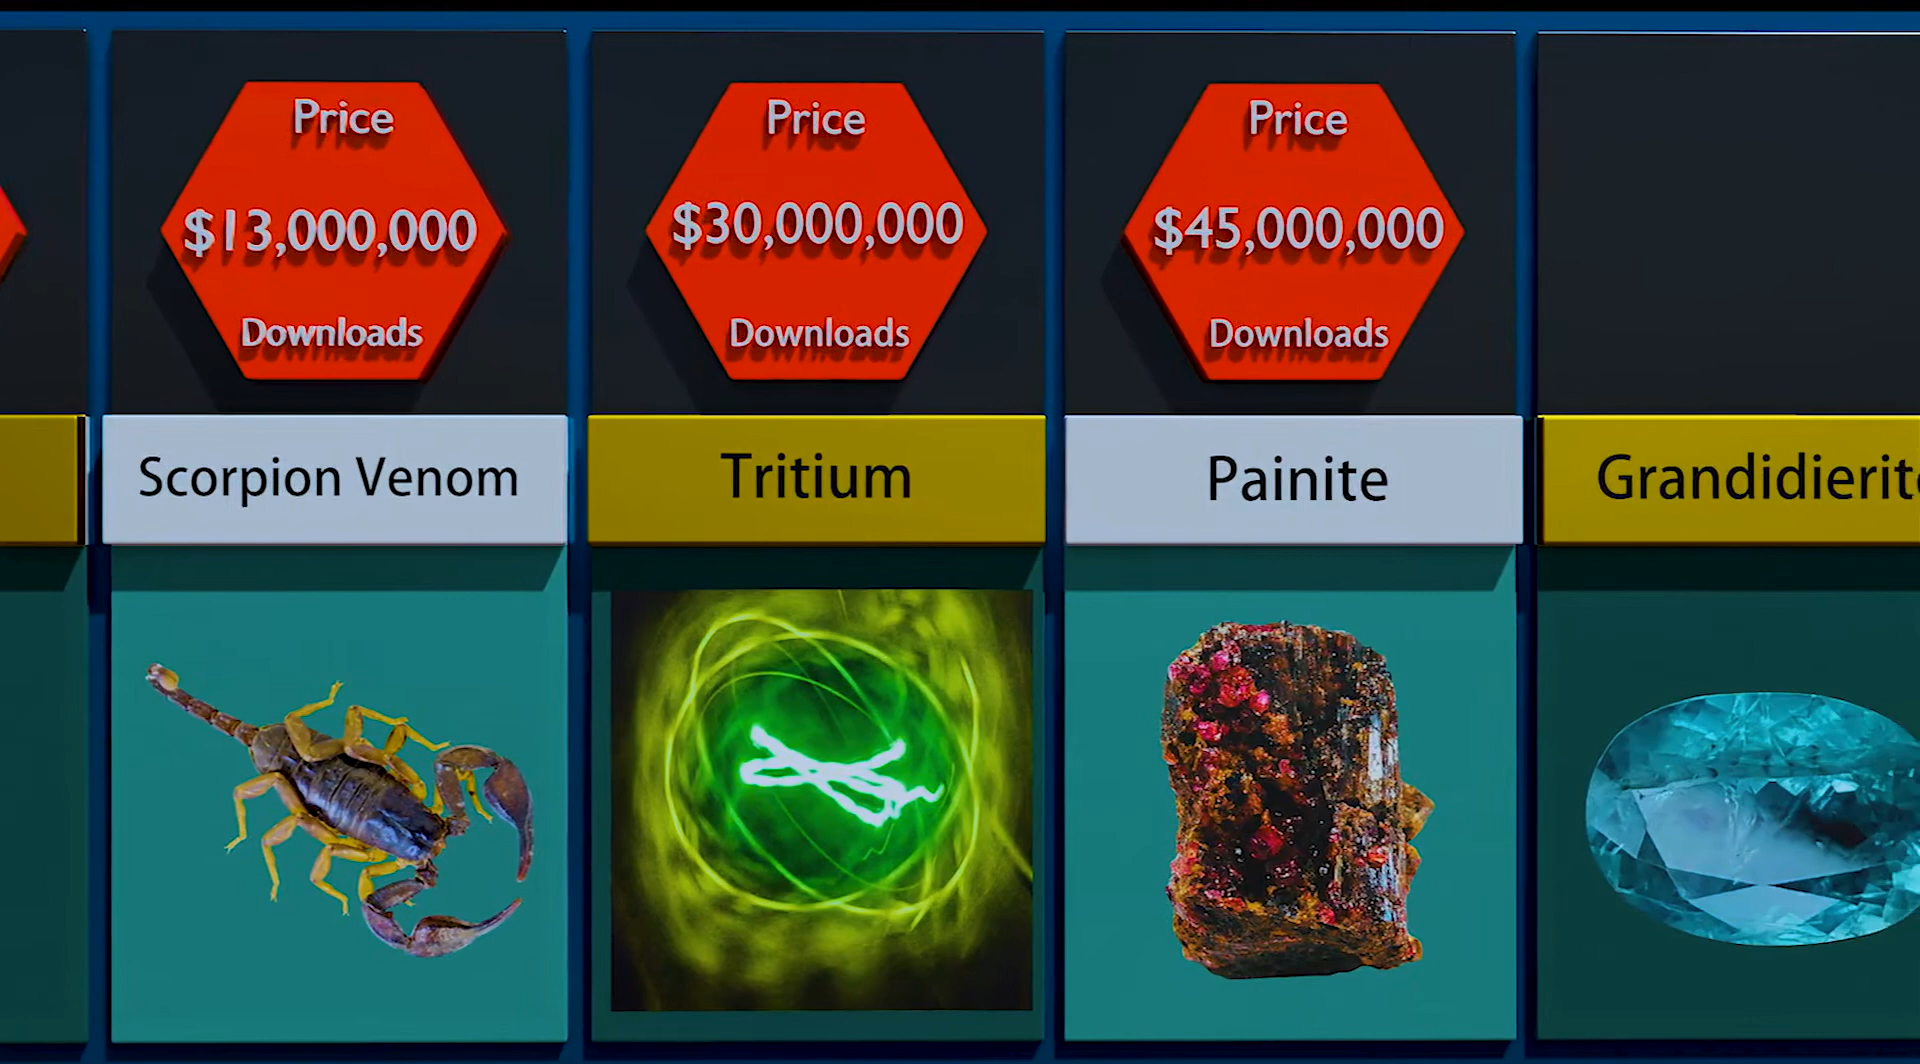 Price
$13,000,000
Downloads
Scorpion Venom
Price
$30,000,000
Downloads
Tritium
Price
$45,000,000
Downloads
Painite
Grandidierit